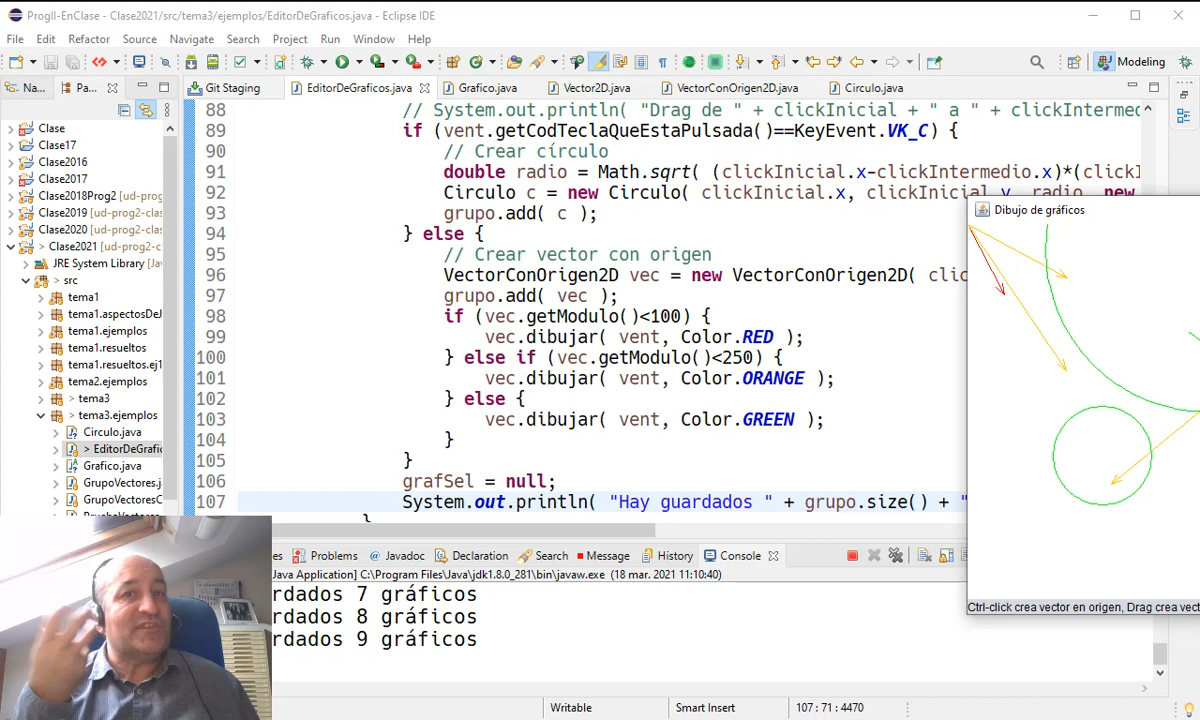 ProgII-EnClase - Clase2021/src/tema3/ejemplos/EditorDeGraficos.java - Eclipse IDE
File Edit Refactor Source Navigate Search Project Run Window Help
Modeling
Na... Pa... Git Staging EditorDeGraficos.java Grafico.java Vector2D.java VectorConOrigen2D.java Circulo.java
Clase
Clase17
Clase2016
Clase2017
Clase2018Prog2 [ud-prog2-clas
Clase2019 [ud-prog2-clas
Clase2020 [ud-prog2-clas
> Clase2021 [ud-prog2-
JRE System Library [Jav
> src
tema1
tema1.aspectosDeJ
tema1.ejemplos
tema1.resueltos
tema1.resueltos.ej1
tema2.ejemplos
> tema3
> tema3.ejemplos
Circulo.java
> EditorDeGrafic
Grafico.java
GrupoVectores.j
GrupoVectoresC
88 // System.out.println( "Drag de " + clickInicial + " a " + clickInterme
89 if (vent.getCodTeclaQueEstaPulsada()==KeyEvent.VK_C) {
90 // Crear círculo
91 double radio = Math.sqrt( (clickInicial.x-clickIntermedio.x)*(clickI
92 Circulo c = new Circulo( clickInicial.x, clickInicial.y, radio, new
93 grupo.add( c );
94 } else {
95 // Crear vector con origen
96 VectorConOrigen2D vec = new VectorConOrigen2D( clic
97 grupo.add( vec );
98 if (vec.getModulo()<100) {
99 vec.dibujar( vent, Color.RED );
100 } else if (vec.getModulo()<250) {
101 vec.dibujar( vent, Color.ORANGE );
102 } else {
103 vec.dibujar( vent, Color.GREEN );
104 }
105 }
106 grafSel = null;
107 System.out.println( "Hay guardados " + grupo.size() + "
Dibujo de gráficos
Ctrl-click crea vector en origen, Drag crea vect
es Problems Javadoc Declaration Search Message History Console
Java Application] C:\Program Files\Java\jdk1.8.0_281\bin\javaw.exe (18 mar. 2021 11:10:40)
rdados 7 gráficos
rdados 8 gráficos
rdados 9 gráficos
Writable Smart Insert 107 : 71 : 4470